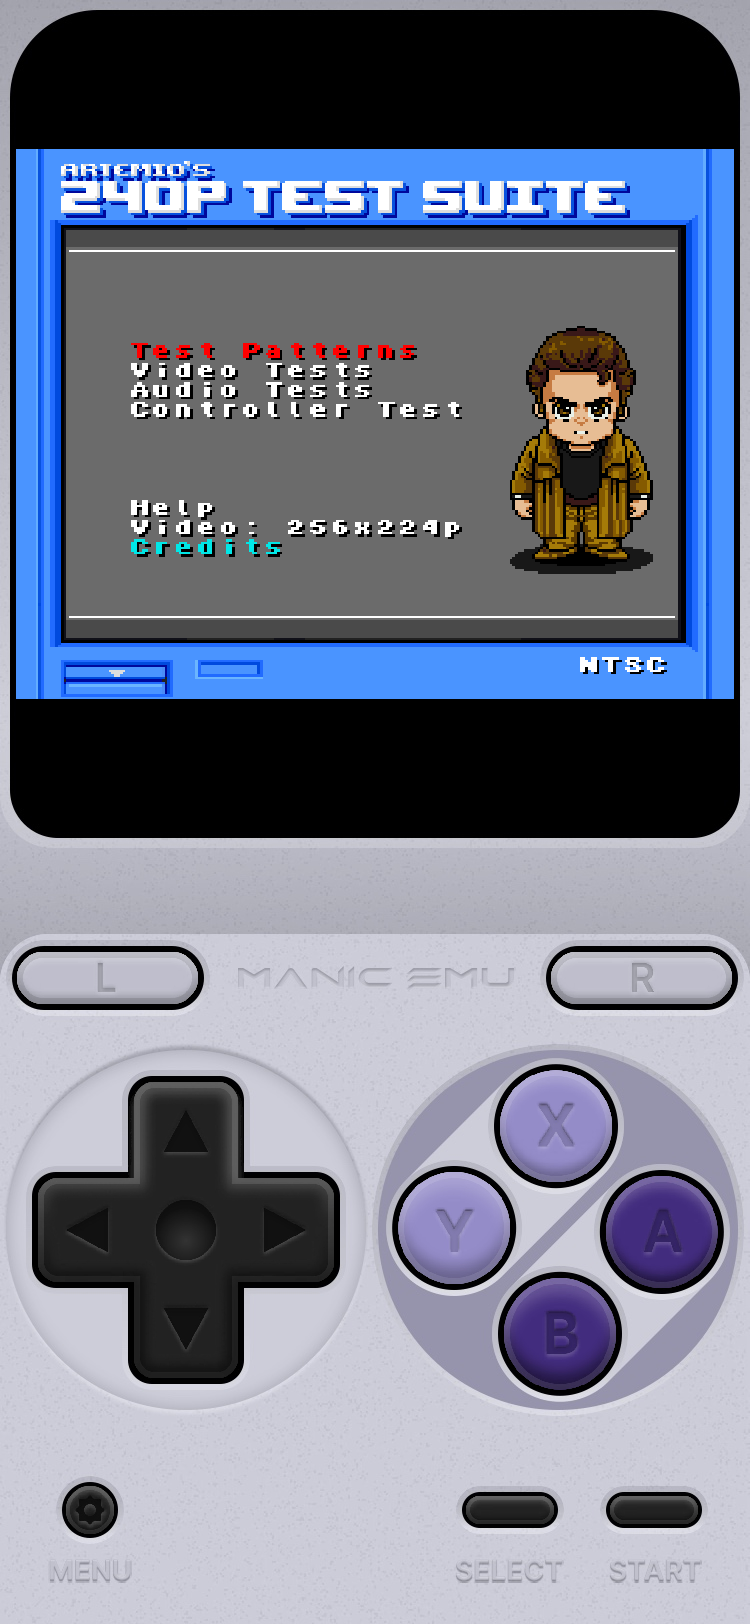 ARTEMIO'S
240P TEST SUITE
Test Patterns
Video Tests
Audio Tests
Controller Test
Help
Video: 256x224p
Credits
NTSC
L
MANIC EMU
R
X
Y
A
B
MENU
SELECT
START